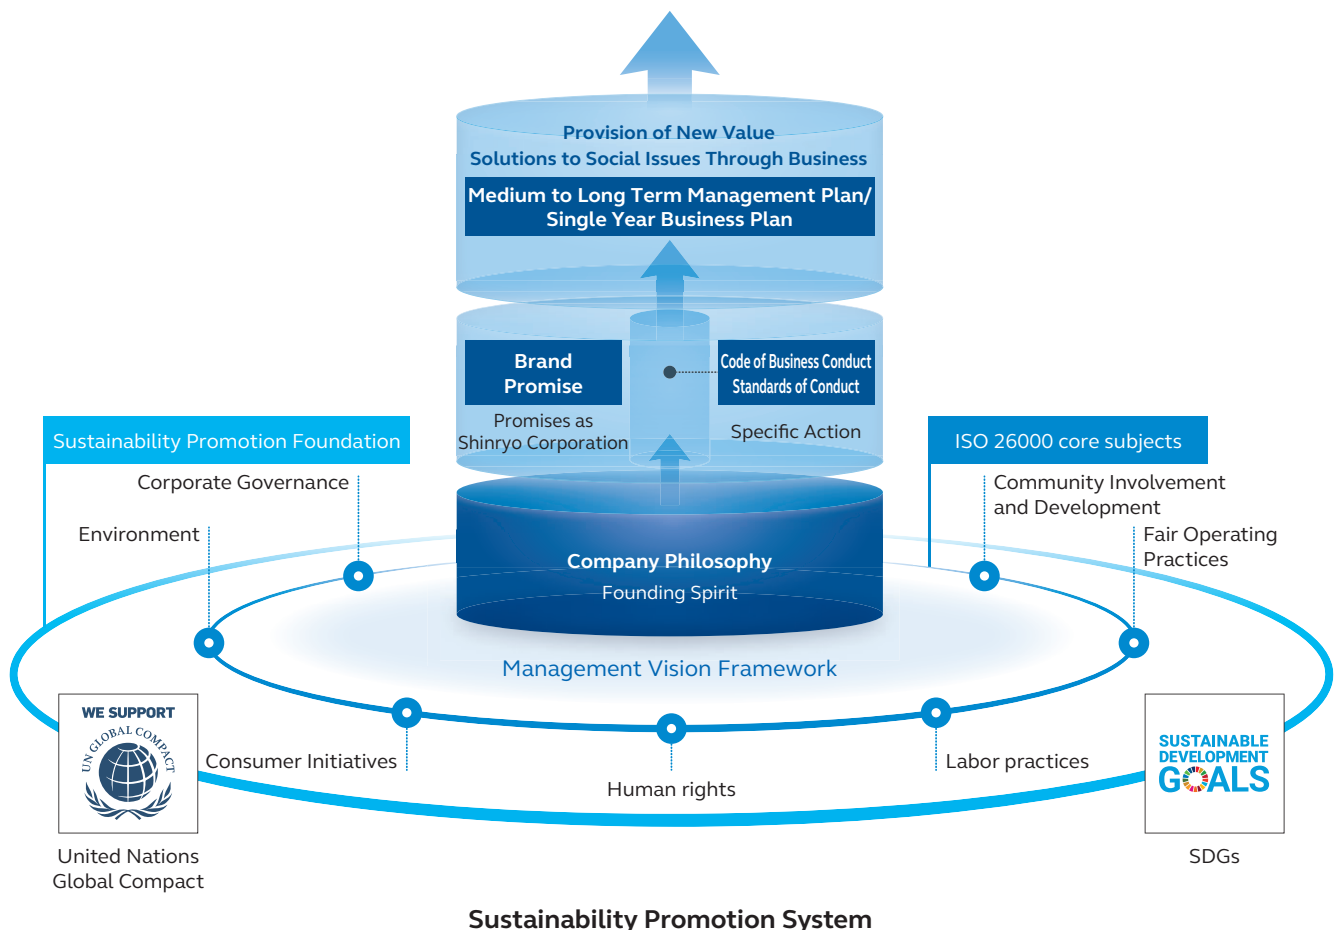 Provision of New Value
Solutions to Social Issues Through Business
Medium to Long Term Management Plan/
Single Year Business Plan
Brand
Promise
Promises as
Shinryo Corporation
Code of Business Conduct
Standards of Conduct
Specific Action
Sustainability Promotion Foundation
ISO 26000 core subjects
Corporate Governance
Environment
Community Involvement
and Development
Fair Operating
Practices
Company Philosophy
Founding Spirit
Management Vision Framework
Consumer Initiatives
Human rights
Labor practices
WE SUPPORT
UN GLOBAL COMPACT
United Nations
Global Compact
SUSTAINABLE
DEVELOPMENT
GOALS
SDGs
Sustainability Promotion System